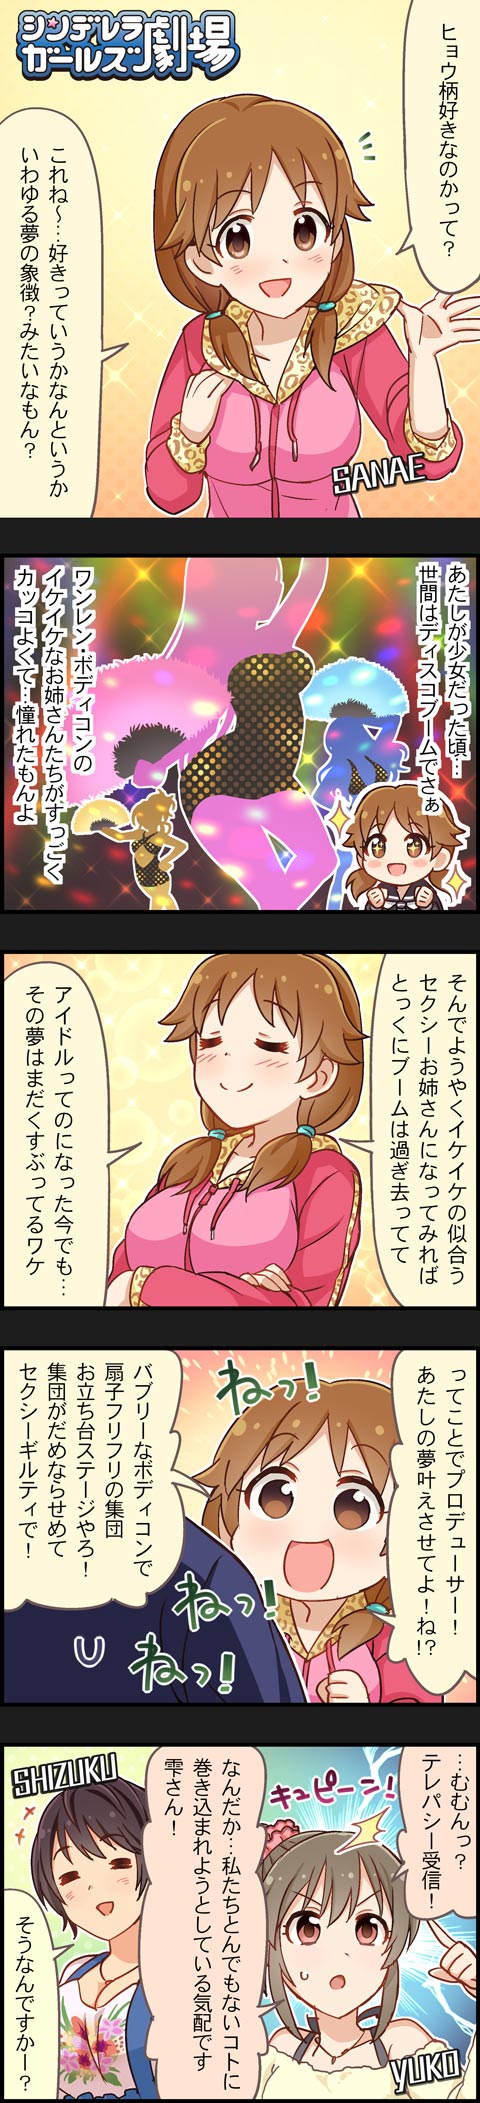 シンデレラ
ガールズ劇場
ヒョウ柄好きなのかって？
これね～…好きっていうかなんというか
いわゆる夢の象徴？みたいなもん？
SANAE
あたしが少女だった頃…
世間はディスコブームでさぁ
ワンレン・ボディコンの
イケイケなお姉さんたちがすっごく
カッコよくて…憧れたもんよ
そんでようやくイケイケの似合う
セクシーお姉さんになってみれば
とっくにブームは過ぎ去ってて
アイドルってのになった今でも…
その夢はまだくすぶってるワケ
ってことでプロデューサー！
あたしの夢叶えさせてよ！ね!?
ねっ！
バブリーなボディコンで
扇子フリフリの集団
お立ち台ステージやろ！
集団がだめならせめて
セクシーギルティで！
ねっ！
ねっ！
…むむんっ？
テレパシー受信！
キュピーン！
なんだか…私たちとんでもないコトに
巻き込まれようとしている気配です
雫さん！
YUKO
SHIZUKU
そうなんですかー？